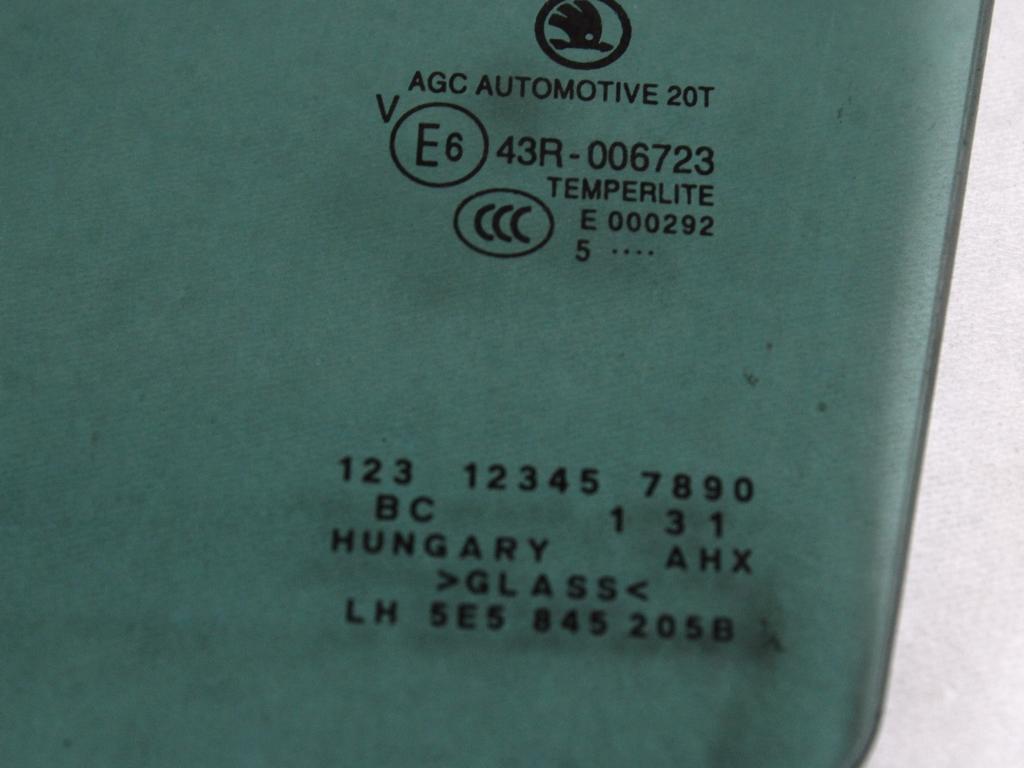 AGC AUTOMOTIVE 20T
V E6 43R-006723
TEMPERLITE
CCC E 000292
5 ....
123 12345 7890
BC 1 3 1
HUNGARY AHX
>GLASS<
LH 5E5 845 205B